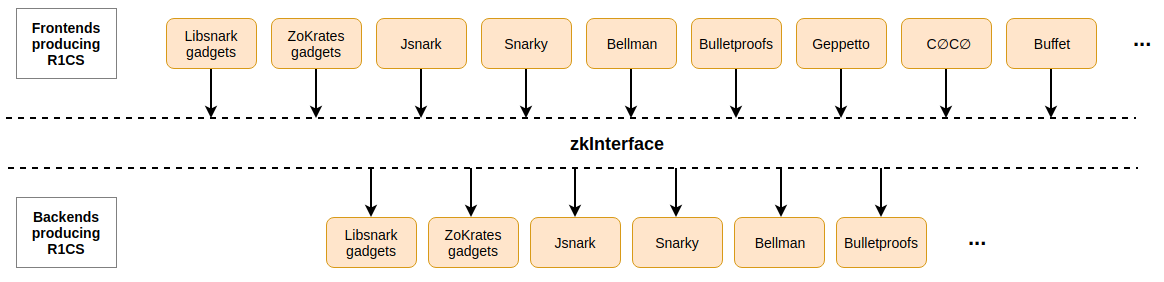 Frontends
producing
R1CS
Libsnark
gadgets
ZoKrates
gadgets
Jsnark
Snarky
Bellman
Bulletproofs
Geppetto
C∅C∅
Buffet
...
zkInterface
Backends
producing
R1CS
Libsnark
gadgets
ZoKrates
gadgets
Jsnark
Snarky
Bellman
Bulletproofs
...